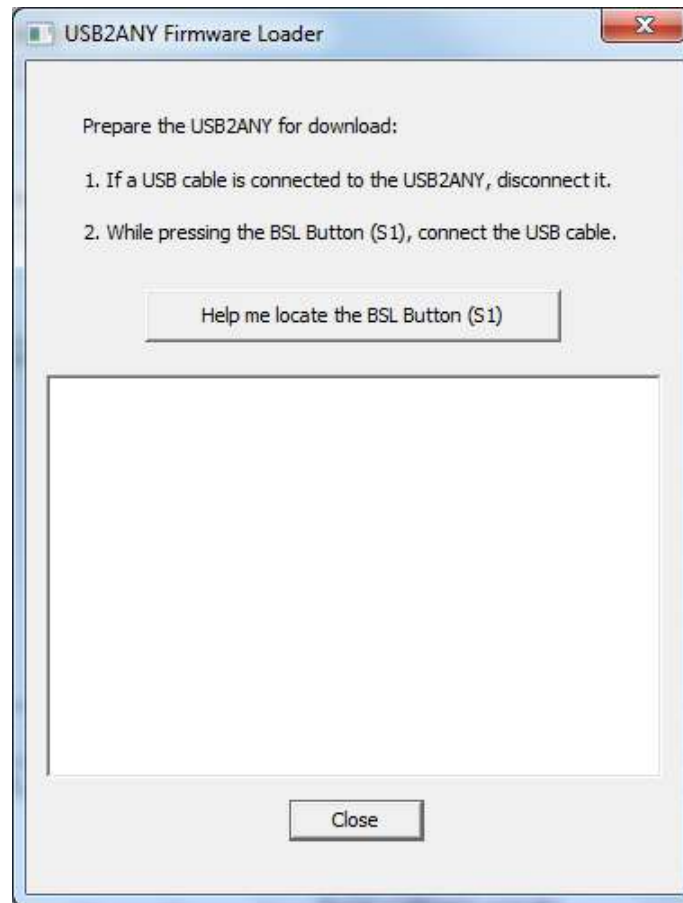 USB2ANY Firmware Loader
Prepare the USB2ANY for download:
1. If a USB cable is connected to the USB2ANY, disconnect it.
2. While pressing the BSL Button (S1), connect the USB cable.
Help me locate the BSL Button (S1)
Close